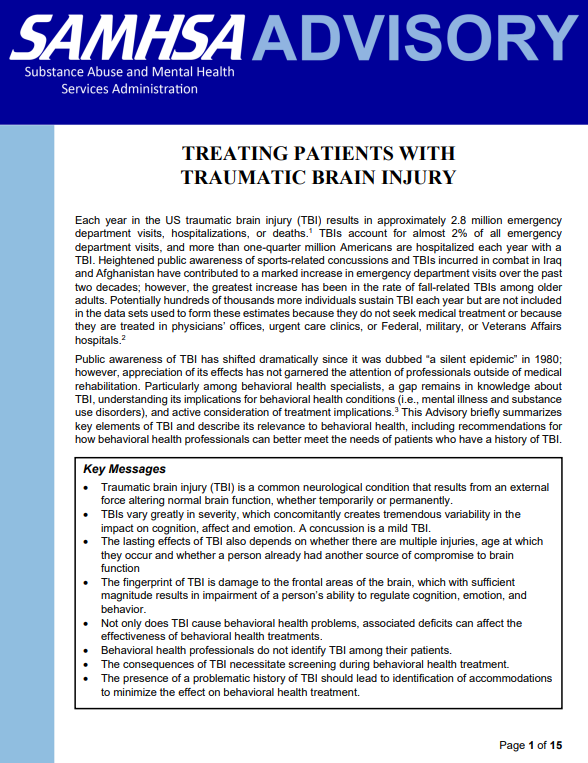 SAMHSA ADVISORY
Substance Abuse and Mental Health
Services Administration
TREATING PATIENTS WITH
TRAUMATIC BRAIN INJURY
Each year in the US traumatic brain injury (TBI) results in approximately 2.8 million emergency
department visits, hospitalizations, or deaths.1 TBIs account for almost 2% of all emergency
department visits, and more than one-quarter million Americans are hospitalized each year with a
TBI. Heightened public awareness of sports-related concussions and TBIs incurred in combat in Iraq
and Afghanistan have contributed to a marked increase in emergency department visits over the past
two decades; however, the greatest increase has been in the rate of fall-related TBIs among older
adults. Potentially hundreds of thousands more individuals sustain TBI each year but are not included
in the data sets used to form these estimates because they do not seek medical treatment or because
they are treated in physicians' offices, urgent care clinics, or Federal, military, or Veterans Affairs
hospitals.2
Public awareness of TBI has shifted dramatically since it was dubbed "a silent epidemic" in 1980;
however, appreciation of its effects has not garnered the attention of professionals outside of medical
rehabilitation. Particularly among behavioral health specialists, a gap remains in knowledge about
TBI, understanding its implications for behavioral health conditions (i.e., mental illness and substance
use disorders), and active consideration of treatment implications.3 This Advisory briefly summarizes
key elements of TBI and describe its relevance to behavioral health, including recommendations for
how behavioral health professionals can better meet the needs of patients who have a history of TBI.
Key Messages
• Traumatic brain injury (TBI) is a common neurological condition that results from an external
force altering normal brain function, whether temporarily or permanently.
• TBIs vary greatly in severity, which concomitantly creates tremendous variability in the
impact on cognition, affect and emotion. A concussion is a mild TBI.
• The lasting effects of TBI also depends on whether there are multiple injuries, age at which
they occur and whether a person already had another source of compromise to brain
function
• The fingerprint of TBI is damage to the frontal areas of the brain, which with sufficient
magnitude results in impairment of a person's ability to regulate cognition, emotion, and
behavior.
• Not only does TBI cause behavioral health problems, associated deficits can affect the
effectiveness of behavioral health treatments.
• Behavioral health professionals do not identify TBI among their patients.
• The consequences of TBI necessitate screening during behavioral health treatment.
• The presence of a problematic history of TBI should lead to identification of accommodations
to minimize the effect on behavioral health treatment.
Page 1 of 15